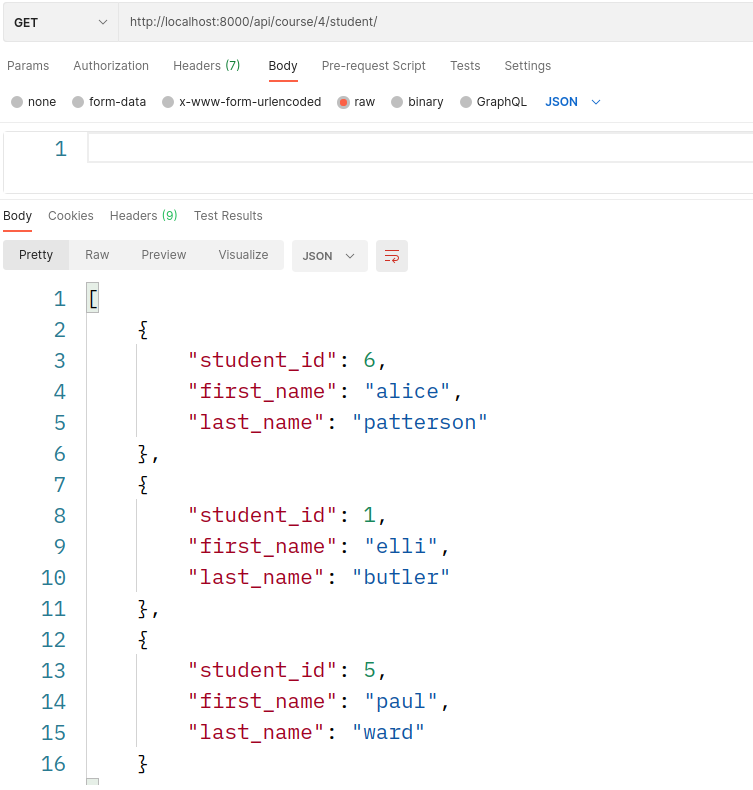 GET http://localhost:8000/api/course/4/student/
Params Authorization Headers (7) Body Pre-request Script Tests Settings
none form-data x-www-form-urlencoded raw binary GraphQL JSON
1
Body Cookies Headers (9) Test Results
Pretty Raw Preview Visualize JSON
1 [
2 {
3 "student_id": 6,
4 "first_name": "alice",
5 "last_name": "patterson"
6 },
7 {
8 "student_id": 1,
9 "first_name": "elli",
10 "last_name": "butler"
11 },
12 {
13 "student_id": 5,
14 "first_name": "paul",
15 "last_name": "ward"
16 }